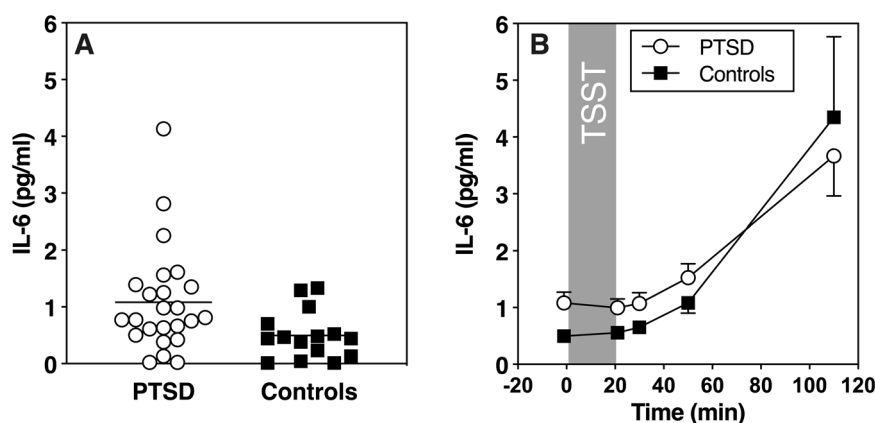 A
IL-6 (pg/ml)
6
5
4
3
2
1
0
PTSD Controls
B
PTSD
Controls
TSST
IL-6 (pg/ml)
6
5
4
3
2
1
0
-20 0 20 40 60 80 100 120
Time (min)